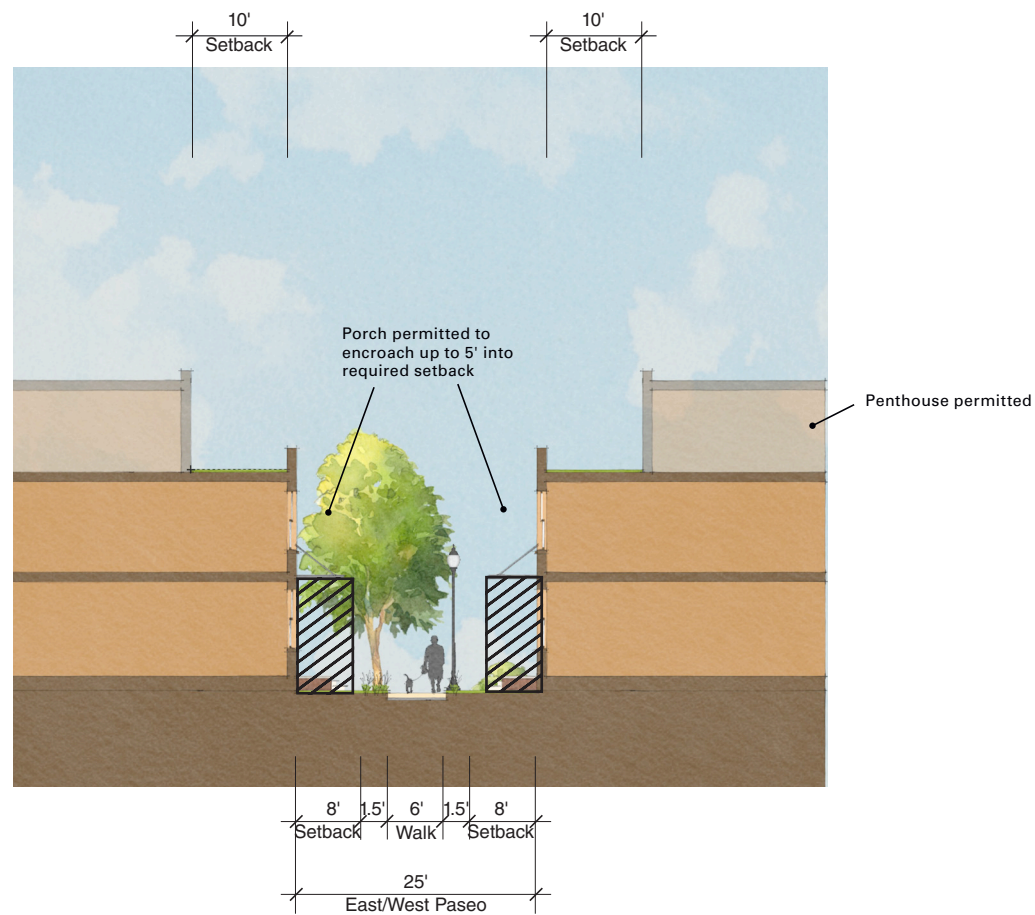 10'
Setback
10'
Setback
Porch permitted to
encroach up to 5' into
required setback
Penthouse permitted
8'
1.5'
6'
1.5'
8'
Setback
Walk
Setback
25'
East/West Paseo